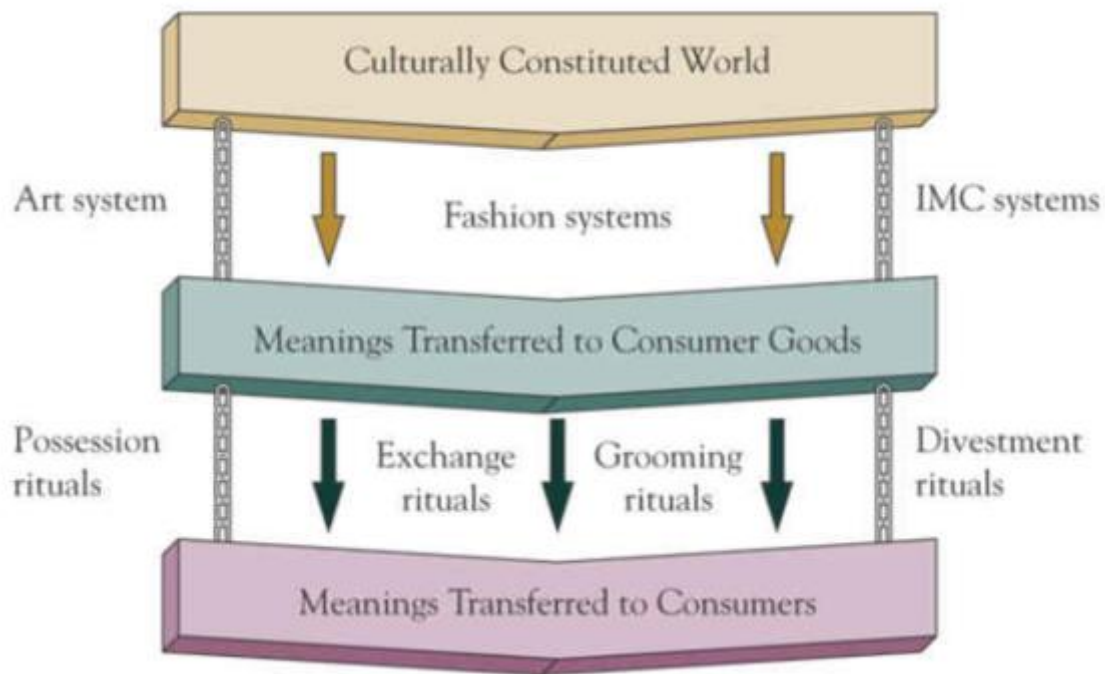 Culturally Constituted World
Art system
Fashion systems
IMC systems
Meanings Transferred to Consumer Goods
Possession
rituals
Exchange
rituals
Grooming
rituals
Divestment
rituals
Meanings Transferred to Consumers